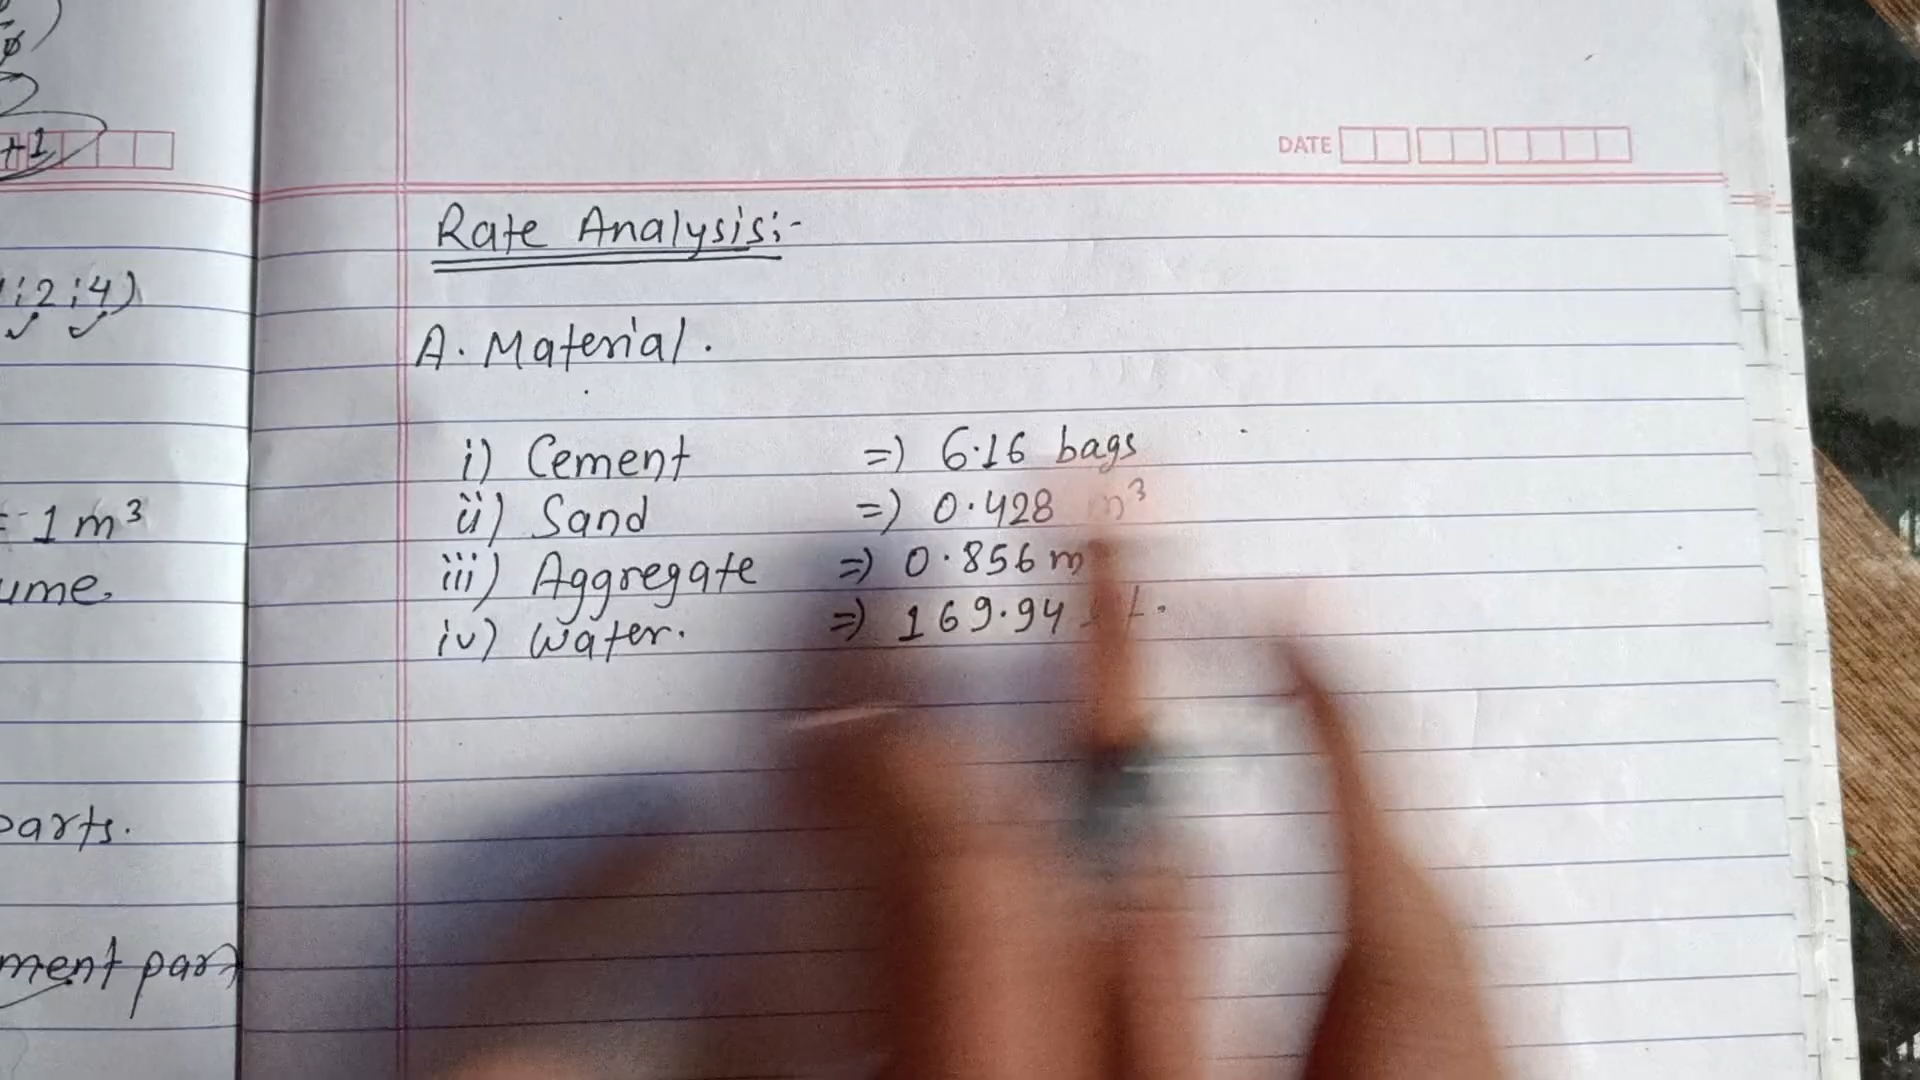 +1
:2:4)
= 1 m³
ume.
parts.
ment part
DATE
Rate Analysis:-
A. Material.
i) Cement => 6.16 bags
ii) Sand => 0.428 m³
iii) Aggregate => 0.856 m
iv) Water. => 169.94